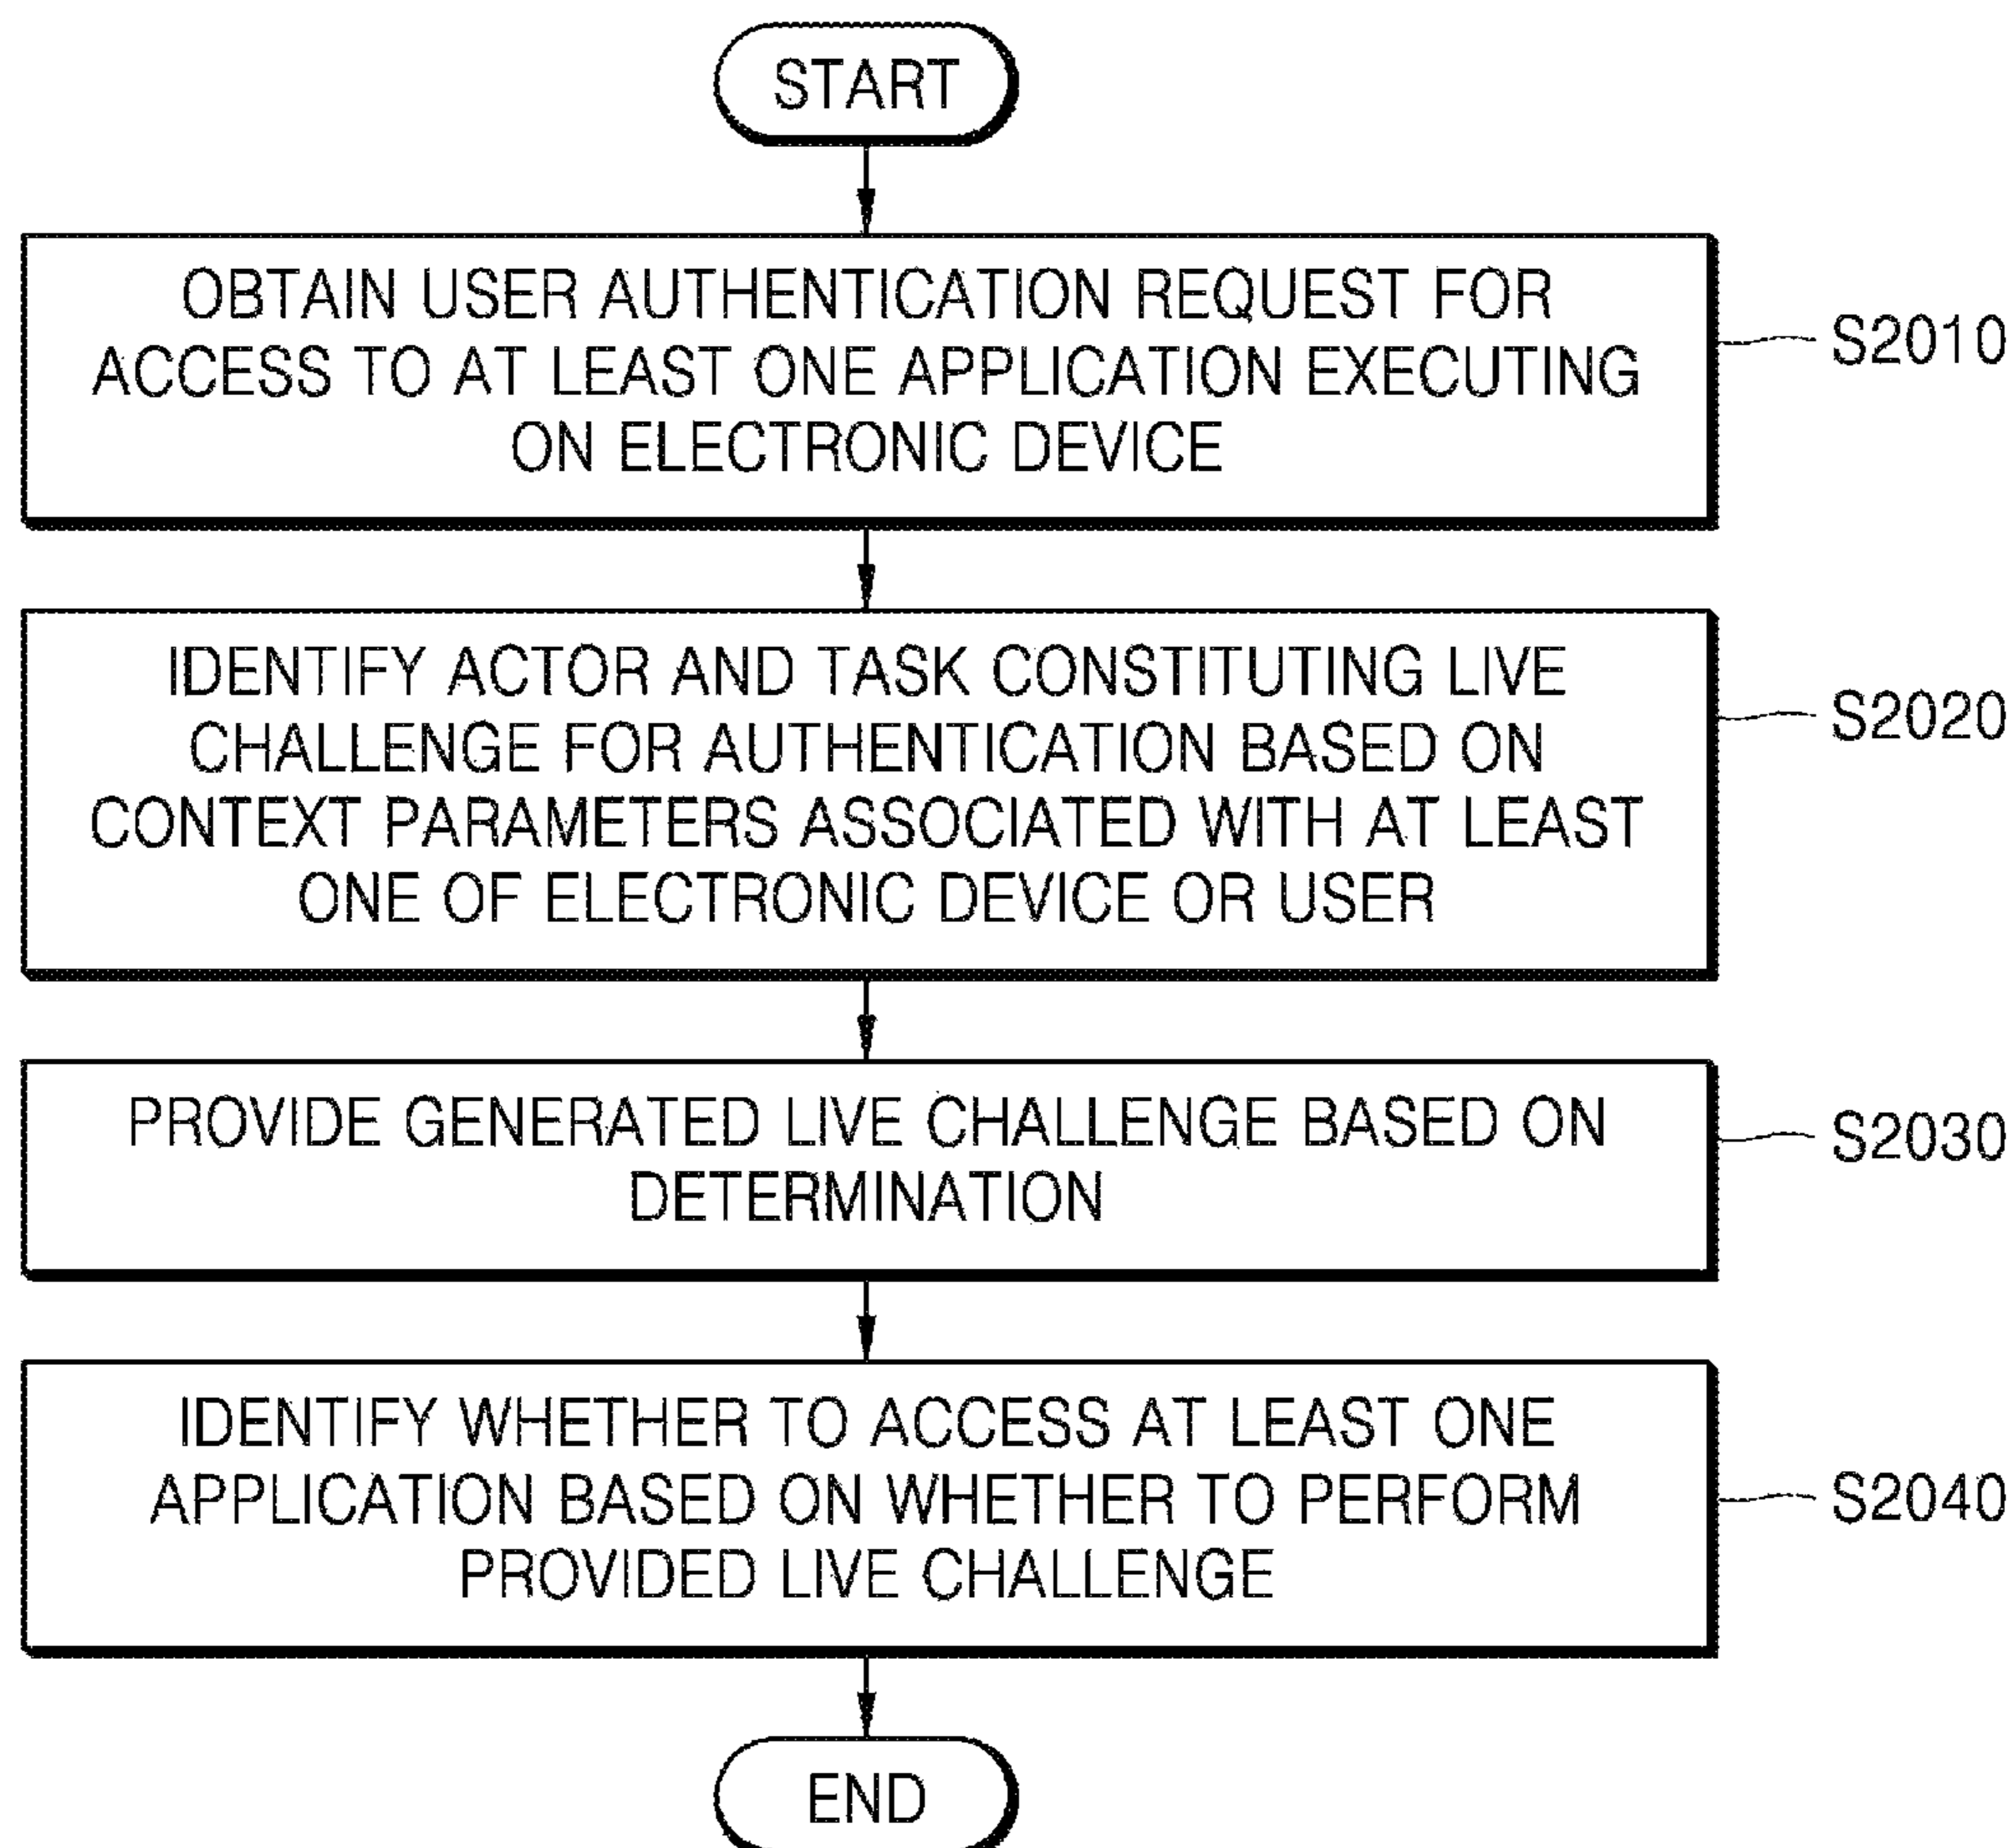 START
OBTAIN USER AUTHENTICATION REQUEST FOR
ACCESS TO AT LEAST ONE APPLICATION EXECUTING
ON ELECTRONIC DEVICE
S2010
IDENTIFY ACTOR AND TASK CONSTITUTING LIVE
CHALLENGE FOR AUTHENTICATION BASED ON
CONTEXT PARAMETERS ASSOCIATED WITH AT LEAST
ONE OF ELECTRONIC DEVICE OR USER
S2020
PROVIDE GENERATED LIVE CHALLENGE BASED ON
DETERMINATION
S2030
IDENTIFY WHETHER TO ACCESS AT LEAST ONE
APPLICATION BASED ON WHETHER TO PERFORM
PROVIDED LIVE CHALLENGE
S2040
END